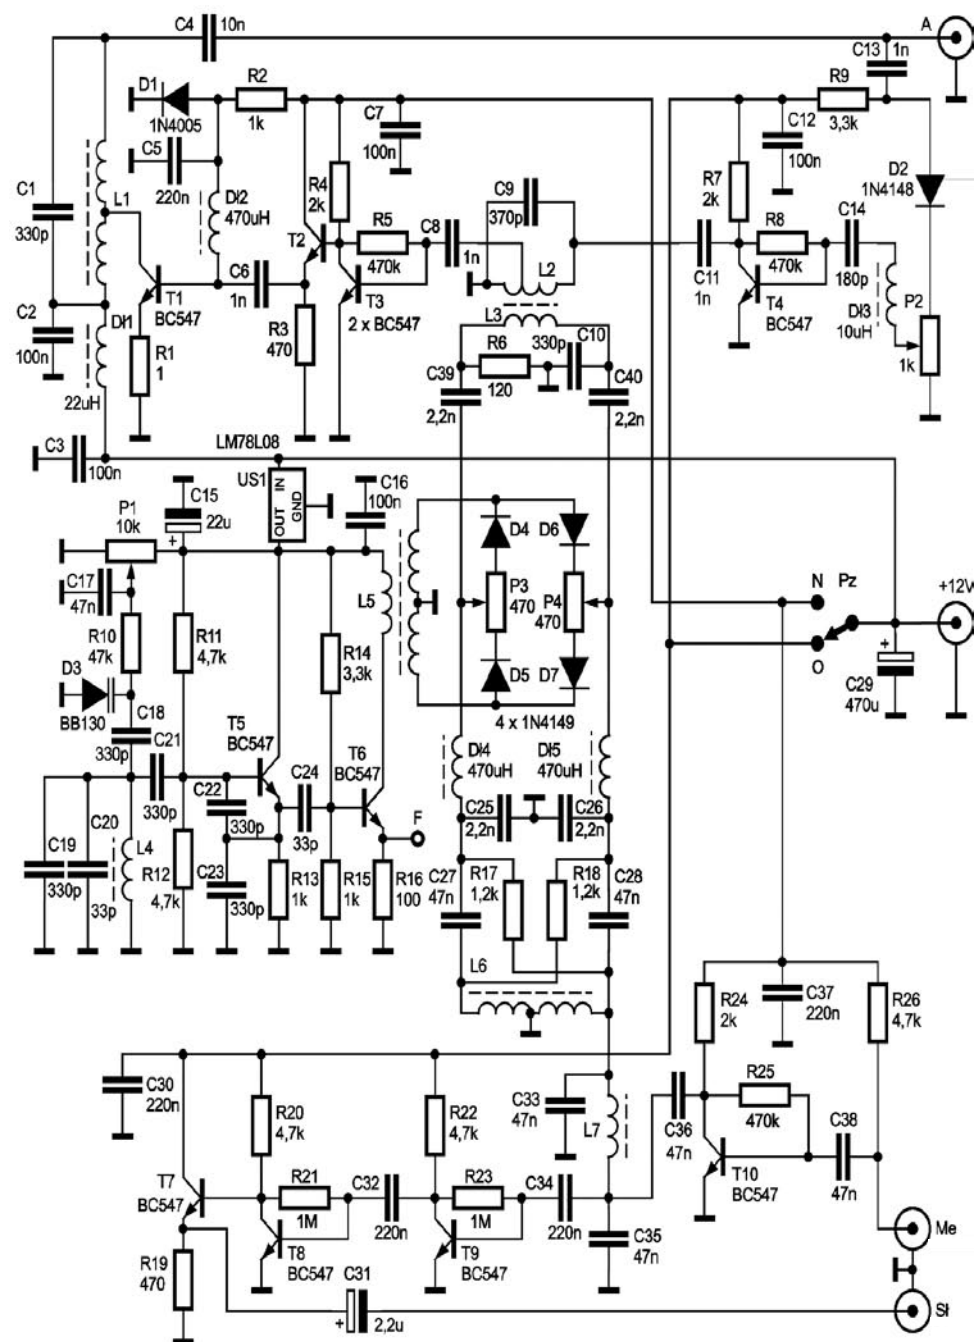 C4 10n
A
C13
1n
D1
1N4005
R2
1k
C7
100n
R9
3,3k
C12
100n
C5
220n
R4
2k
C9
370p
R7
2k
D2
1N4148
C1
330p
L1
Dł2
470uH
T2
R5
470k
C8
1n
L2
C11
1n
R8
470k
C14
180p
C6
1n
T1
BC547
T3
2 x BC547
L3
T4
BC547
Dł3
10uH
P2
1k
C2
100n
Dł1
22uH
R1
1
R3
470
R6
120
330p
C10
C39
2,2n
C40
2,2n
C3
100n
LM78L08
US1
IN
OUT
GND
C15
22u
+
C16
100n
P1
10k
D4
D6
C17
47n
L5
P3
470
P4
470
N
Pz
O
+12V
R10
47k
R11
4,7k
R14
3,3k
D3
BB130
D5
D7
4 x 1N4149
+
C29
470u
C18
330p
C21
330p
T5
BC547
T6
BC547
C24
33p
Dł4
470uH
Dł5
470uH
C22
330p
F
C25
2,2n
C26
2,2n
C19
330p
C20
33p
L4
R12
4,7k
C23
330p
R13
1k
R15
1k
R16
100
C27
47n
R17
1,2k
R18
1,2k
C28
47n
L6
R24
2k
C37
220n
R26
4,7k
C30
220n
R20
4,7k
R22
4,7k
C33
47n
L7
R25
470k
C36
47n
C38
47n
T10
BC547
T7
BC547
R21
1M
C32
220n
R23
1M
C34
220n
T8
BC547
T9
BC547
C35
47n
Me
R19
470
C31
+
2,2u
Sł